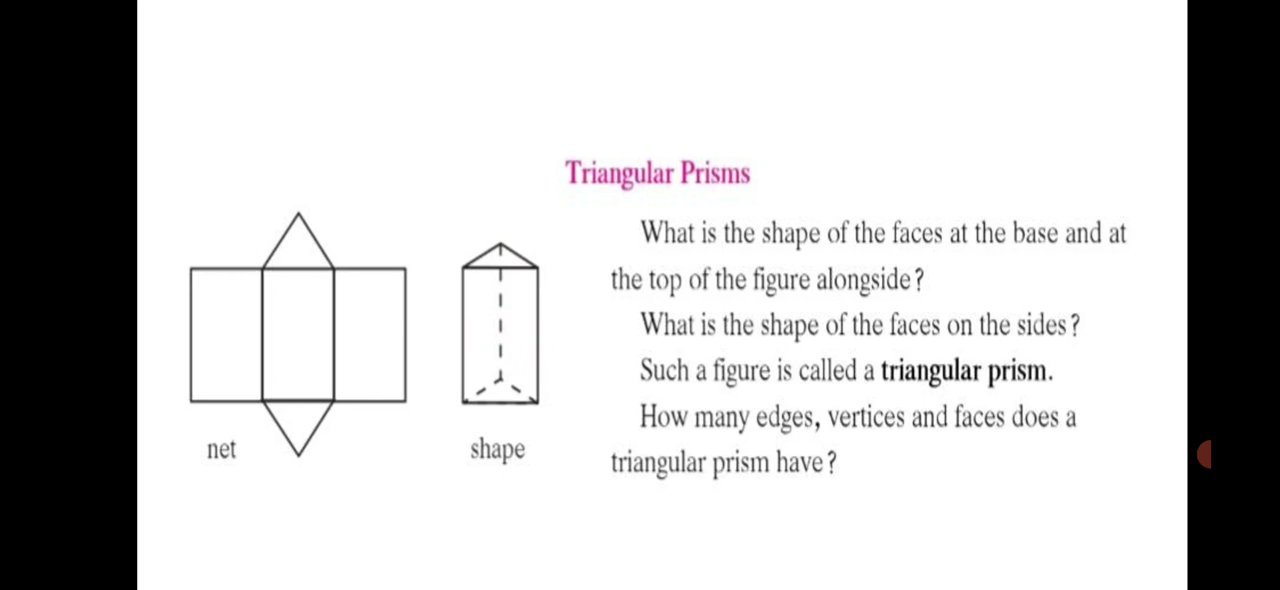 Triangular Prisms
What is the shape of the faces at the base and at
the top of the figure alongside?
What is the shape of the faces on the sides?
Such a figure is called a triangular prism.
How many edges, vertices and faces does a
triangular prism have?
net
shape